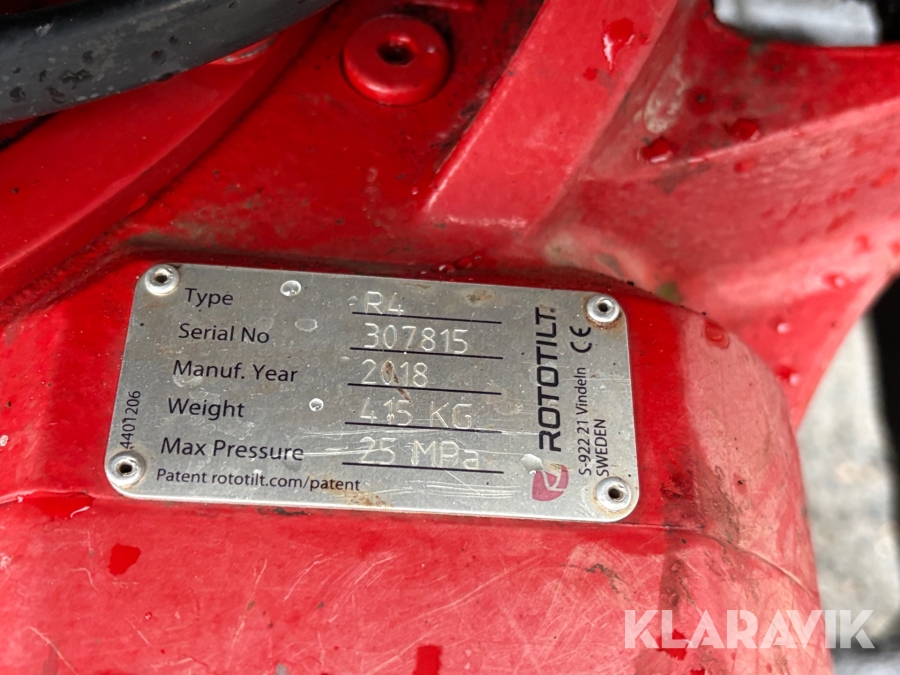 Type R4
Serial No 307815
Manuf. Year 2018
Weight 415 KG
Max Pressure 25 MPa
Patent rototilt.com/patent
4401206
ROTOTILT®
S-922 21 Vindeln CE
SWEDEN
KLARAVIK